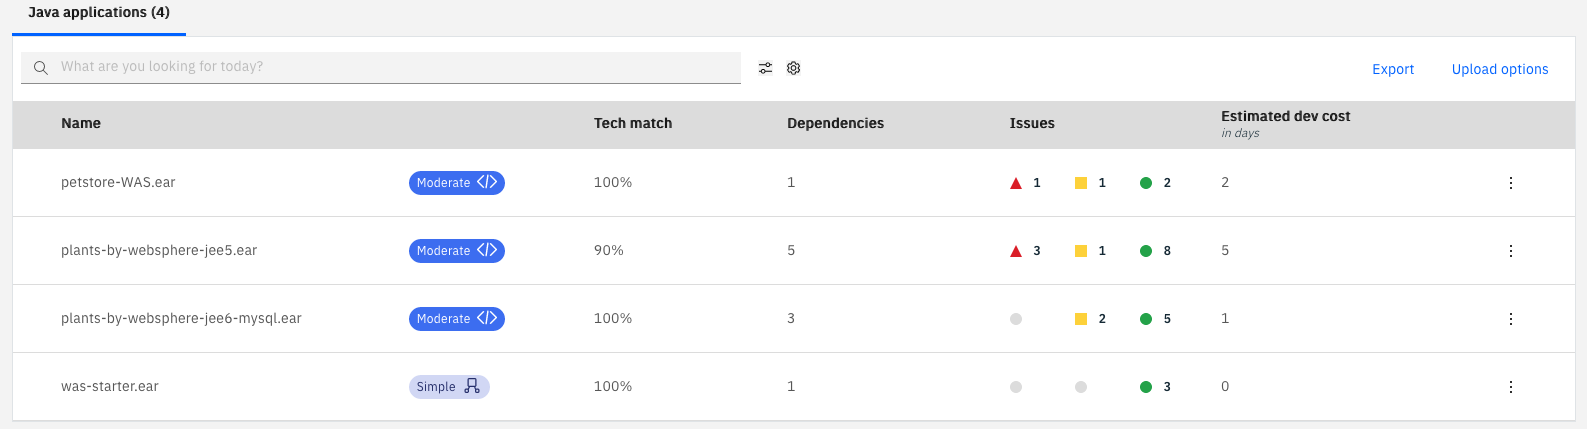 Java applications (4)
What are you looking for today?
Export Upload options
Name Tech match Dependencies Issues Estimated dev cost
in days
petstore-WAS.ear Moderate 100% 1 1 1 2 2
plants-by-websphere-jee5.ear Moderate 90% 5 3 1 8 5
plants-by-websphere-jee6-mysql.ear Moderate 100% 3 2 5 1
was-starter.ear Simple 100% 1 3 0